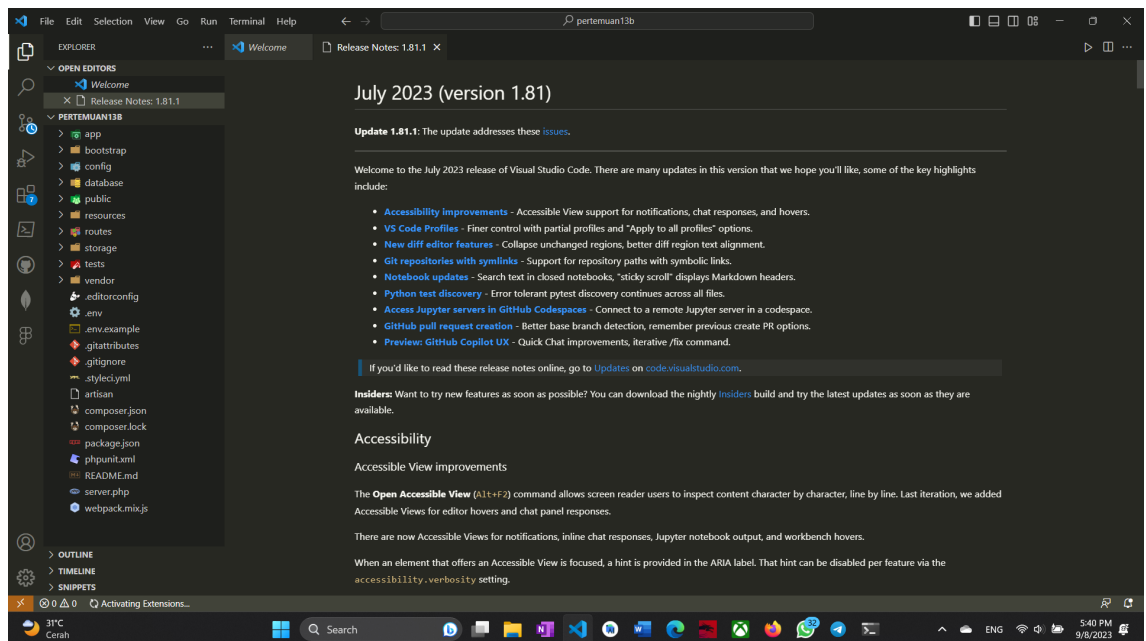 File Edit Selection View Go Run Terminal Help
pertemuan13b
EXPLORER
Welcome
Release Notes: 1.81.1
OPEN EDITORS
Welcome
Release Notes: 1.81.1
PERTEMUAN13B
app
bootstrap
config
database
public
resources
routes
storage
tests
vendor
.editorconfig
.env
.env.example
.gitattributes
.gitignore
.styleci.yml
artisan
composer.json
composer.lock
package.json
phpunit.xml
README.md
server.php
webpack.mix.js
OUTLINE
TIMELINE
SNIPPETS
7
July 2023 (version 1.81)
Update 1.81.1: The update addresses these issues.
Welcome to the July 2023 release of Visual Studio Code. There are many updates in this version that we hope you'll like, some of the key highlights
include:
• Accessibility improvements - Accessible View support for notifications, chat responses, and hovers.
• VS Code Profiles - Finer control with partial profiles and "Apply to all profiles" options.
• New diff editor features - Collapse unchanged regions, better diff region text alignment.
• Git repositories with symlinks - Support for repository paths with symbolic links.
• Notebook updates - Search text in closed notebooks, "sticky scroll" displays Markdown headers.
• Python test discovery - Error tolerant pytest discovery continues across all files.
• Access Jupyter servers in GitHub Codespaces - Connect to a remote Jupyter server in a codespace.
• GitHub pull request creation - Better base branch detection, remember previous create PR options.
• Preview: GitHub Copilot UX - Quick Chat improvements, iterative /fix command.
If you'd like to read these release notes online, go to Updates on code.visualstudio.com.
Insiders: Want to try new features as soon as possible? You can download the nightly Insiders build and try the latest updates as soon as they are
available.
Accessibility
Accessible View improvements
The Open Accessible View (Alt+F2) command allows screen reader users to inspect content character by character, line by line. Last iteration, we added
Accessible Views for editor hovers and chat panel responses.
There are now Accessible Views for notifications, inline chat responses, Jupyter notebook output, and workbench hovers.
When an element that offers an Accessible View is focused, a hint is provided in the ARIA label. That hint can be disabled per feature via the
accessibility.verbosity setting.
0 0 Activating Extensions...
31°C
Cerah
Search
32
ENG
5:40 PM
9/8/2023